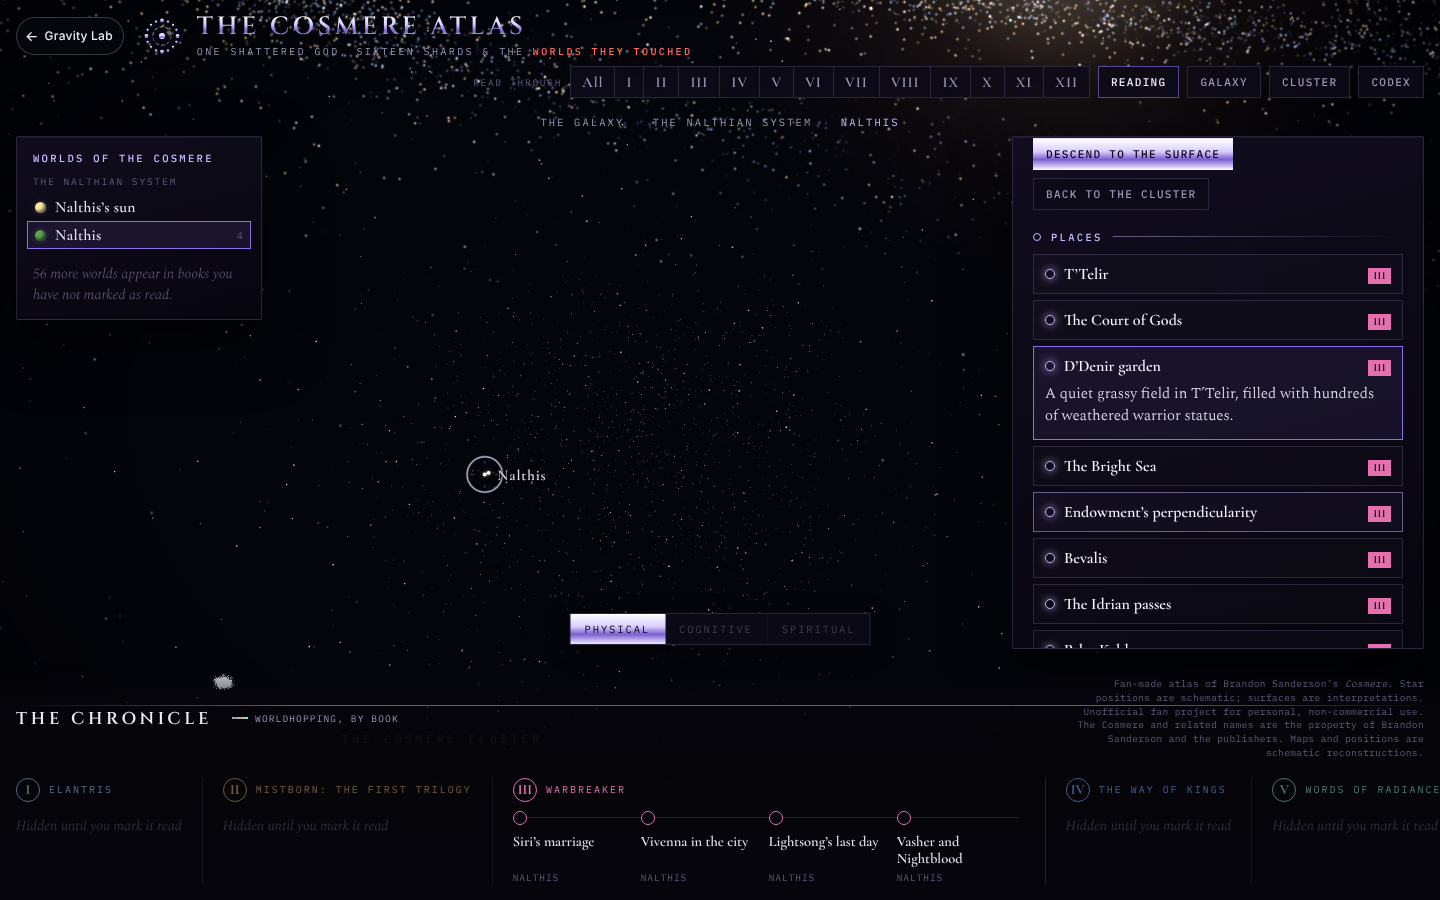 ← Gravity Lab
THE COSMERE ATLAS
ONE SHATTERED GOD, SIXTEEN SHARDS & THE WORLDS THEY TOUCHED
READ THROUGH All I II III IV V VI VII VIII IX X XI XII READING GALAXY CLUSTER CODEX
THE GALAXY THE NALTHIAN SYSTEM NALTHIS
WORLDS OF THE COSMERE
THE NALTHIAN SYSTEM
Nalthis’s sun
Nalthis 4
56 more worlds appear in books you
have not marked as read.
Nalthis
PHYSICAL COGNITIVE SPIRITUAL
DESCEND TO THE SURFACE
BACK TO THE CLUSTER
PLACES
T’Telir III
The Court of Gods III
D’Denir garden III
A quiet grassy field in T’Telir, filled with hundreds
of weathered warrior statues.
The Bright Sea III
Endowment’s perpendicularity III
Bevalis III
The Idrian passes III
Fan-made atlas of Brandon Sanderson’s Cosmere. Star
positions are schematic; surfaces are interpretations.
Unofficial fan project for personal, non-commercial use.
The Cosmere and related names are the property of Brandon
Sanderson and the publishers. Maps and positions are
schematic reconstructions.
THE CHRONICLE WORLDHOPPING, BY BOOK
THE COSMERE CLUSTER
I ELANTRIS
Hidden until you mark it read
II MISTBORN: THE FIRST TRILOGY
Hidden until you mark it read
III WARBREAKER
Siri’s marriage
NALTHIS
Vivenna in the city
NALTHIS
Lightsong’s last day
NALTHIS
Vasher and
Nightblood
NALTHIS
IV THE WAY OF KINGS
Hidden until you mark it read
V WORDS OF RADIANCE
Hidden until you mark it read